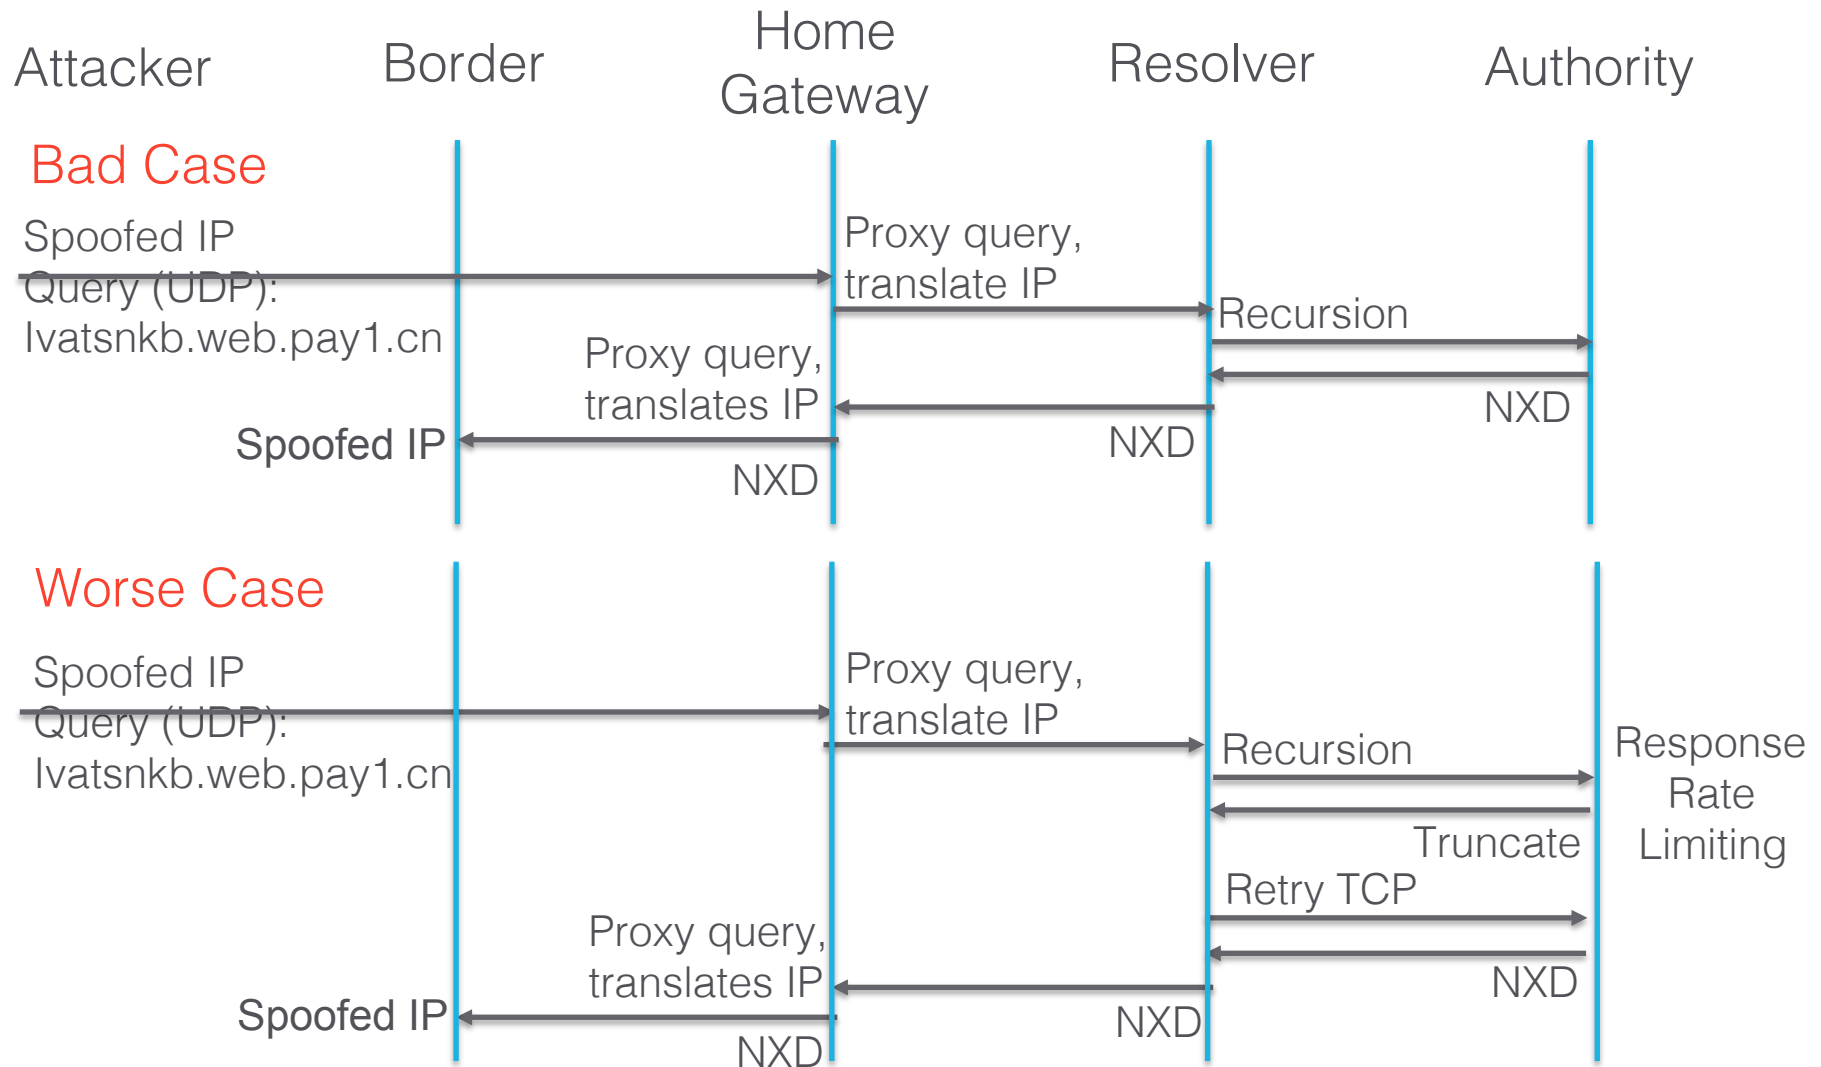 Attacker
Border
Home
Gateway
Resolver
Authority
Bad Case
Spoofed IP
Query (UDP):
lvatsnkb.web.pay1.cn
Proxy query,
translate IP
Recursion
NXD
Proxy query,
translates IP
NXD
Spoofed IP
NXD
Worse Case
Spoofed IP
Query (UDP):
lvatsnkb.web.pay1.cn
Proxy query,
translate IP
Recursion
Response
Rate
Limiting
Truncate
Retry TCP
NXD
Proxy query,
translates IP
NXD
Spoofed IP
NXD